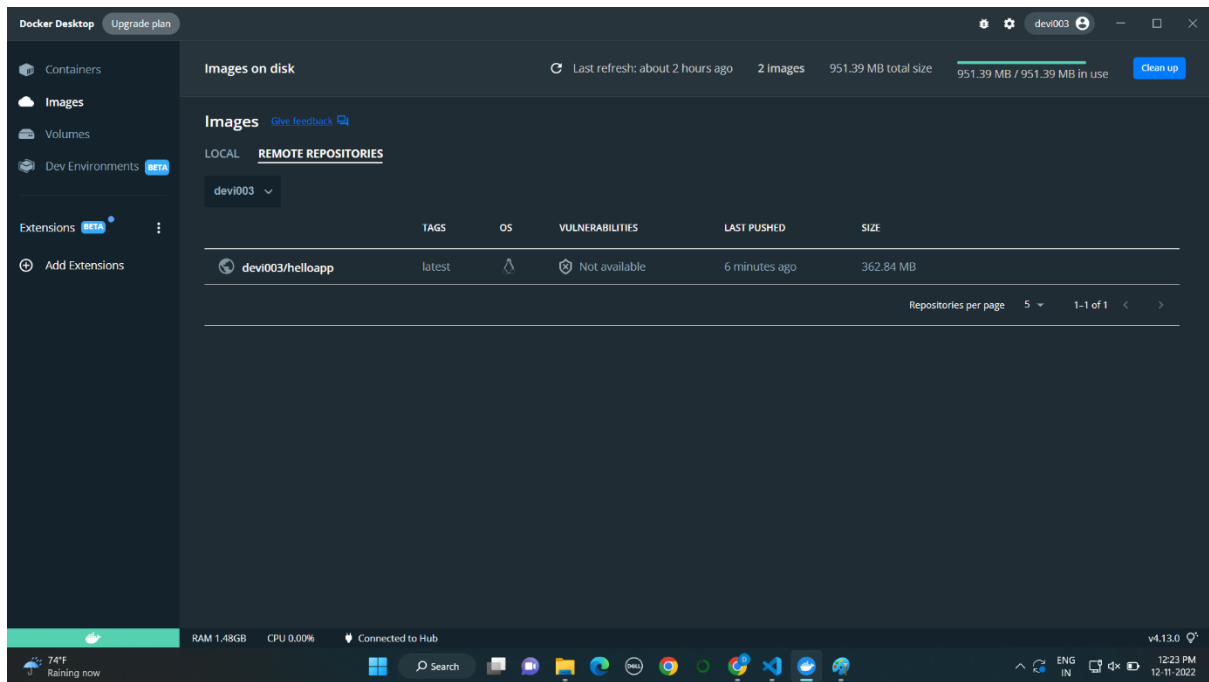 Docker Desktop Upgrade plan devi003
Containers
Images
Volumes
Dev Environments BETA
Extensions BETA
Add Extensions
Images on disk Last refresh: about 2 hours ago 2 images 951.39 MB total size 951.39 MB / 951.39 MB in use Clean up
Images Give feedback
LOCAL REMOTE REPOSITORIES
devi003
TAGS OS VULNERABILITIES LAST PUSHED SIZE
devi003/helloapp latest Not available 6 minutes ago 362.84 MB
Repositories per page 5 1–1 of 1
RAM 1.48GB CPU 0.00% Connected to Hub v4.13.0
74°F
Raining now
Search
DELL
ENG
IN
12:23 PM
12-11-2022